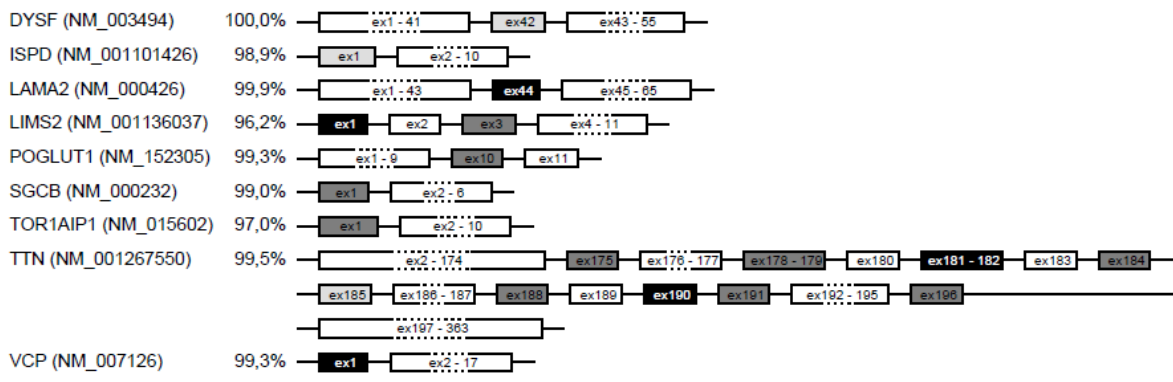 DYSF (NM_003494) 100,0% ex1 - 41 ex42 ex43 - 55
ISPD (NM_001101426) 98,9% ex1 ex2 - 10
LAMA2 (NM_000426) 99,9% ex1 - 43 ex44 ex45 - 65
LIMS2 (NM_001136037) 96,2% ex1 ex2 ex3 ex4 - 11
POGLUT1 (NM_152305) 99,3% ex1 - 9 ex10 ex11
SGCB (NM_000232) 99,0% ex1 ex2 - 6
TOR1AIP1 (NM_015602) 97,0% ex1 ex2 - 10
TTN (NM_001267550) 99,5% ex2 - 174 ex175 ex176 - 177 ex178 - 179 ex180 ex181 - 182 ex183 ex184
ex185 ex186 - 187 ex188 ex189 ex190 ex191 ex192 - 195 ex196
ex197 - 363
VCP (NM_007126) 99,3% ex1 ex2 - 17